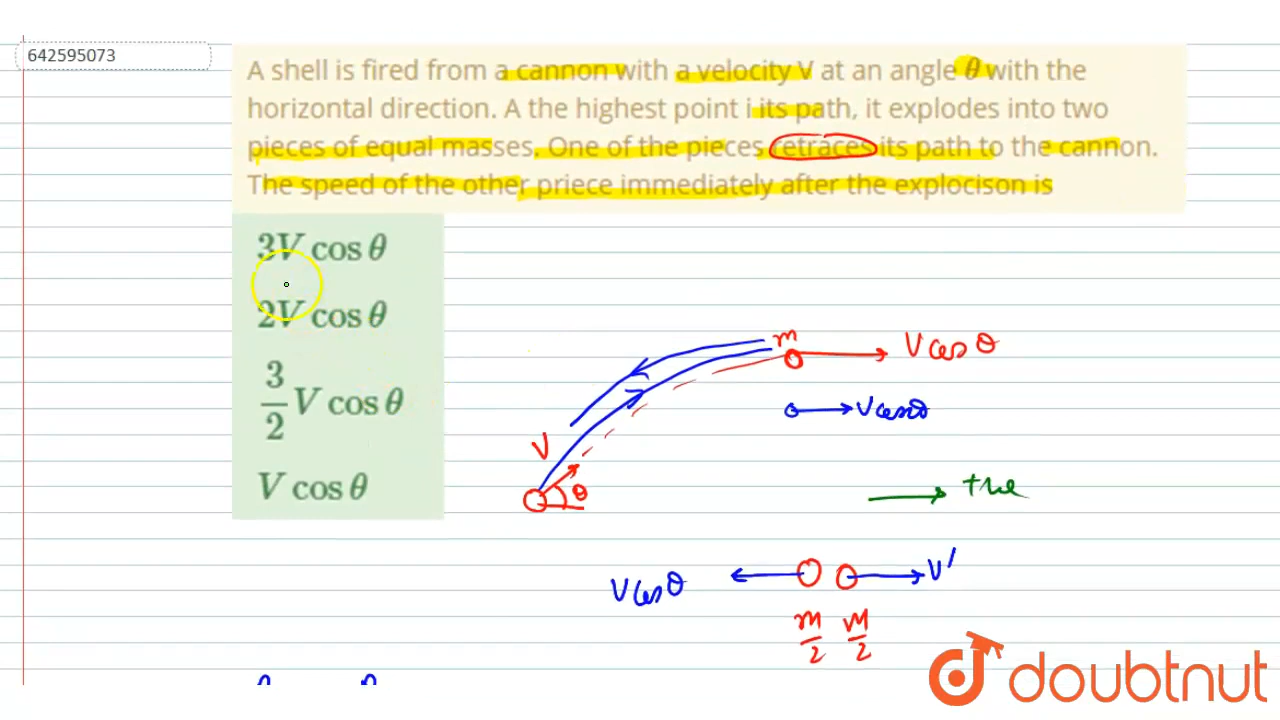 642595073
A shell is fired from a cannon with a velocity V at an angle θ with the
horizontal direction. A the highest point i its path, it explodes into two
pieces of equal masses. One of the pieces retraces its path to the cannon.
The speed of the other priece immediately after the explocison is
3V cos θ
2V cos θ
3/2 V cos θ
V cos θ
m
V cos θ
V cos θ
V
θ
+ve
V cos θ
V'
m/2 m/2
doubtnut